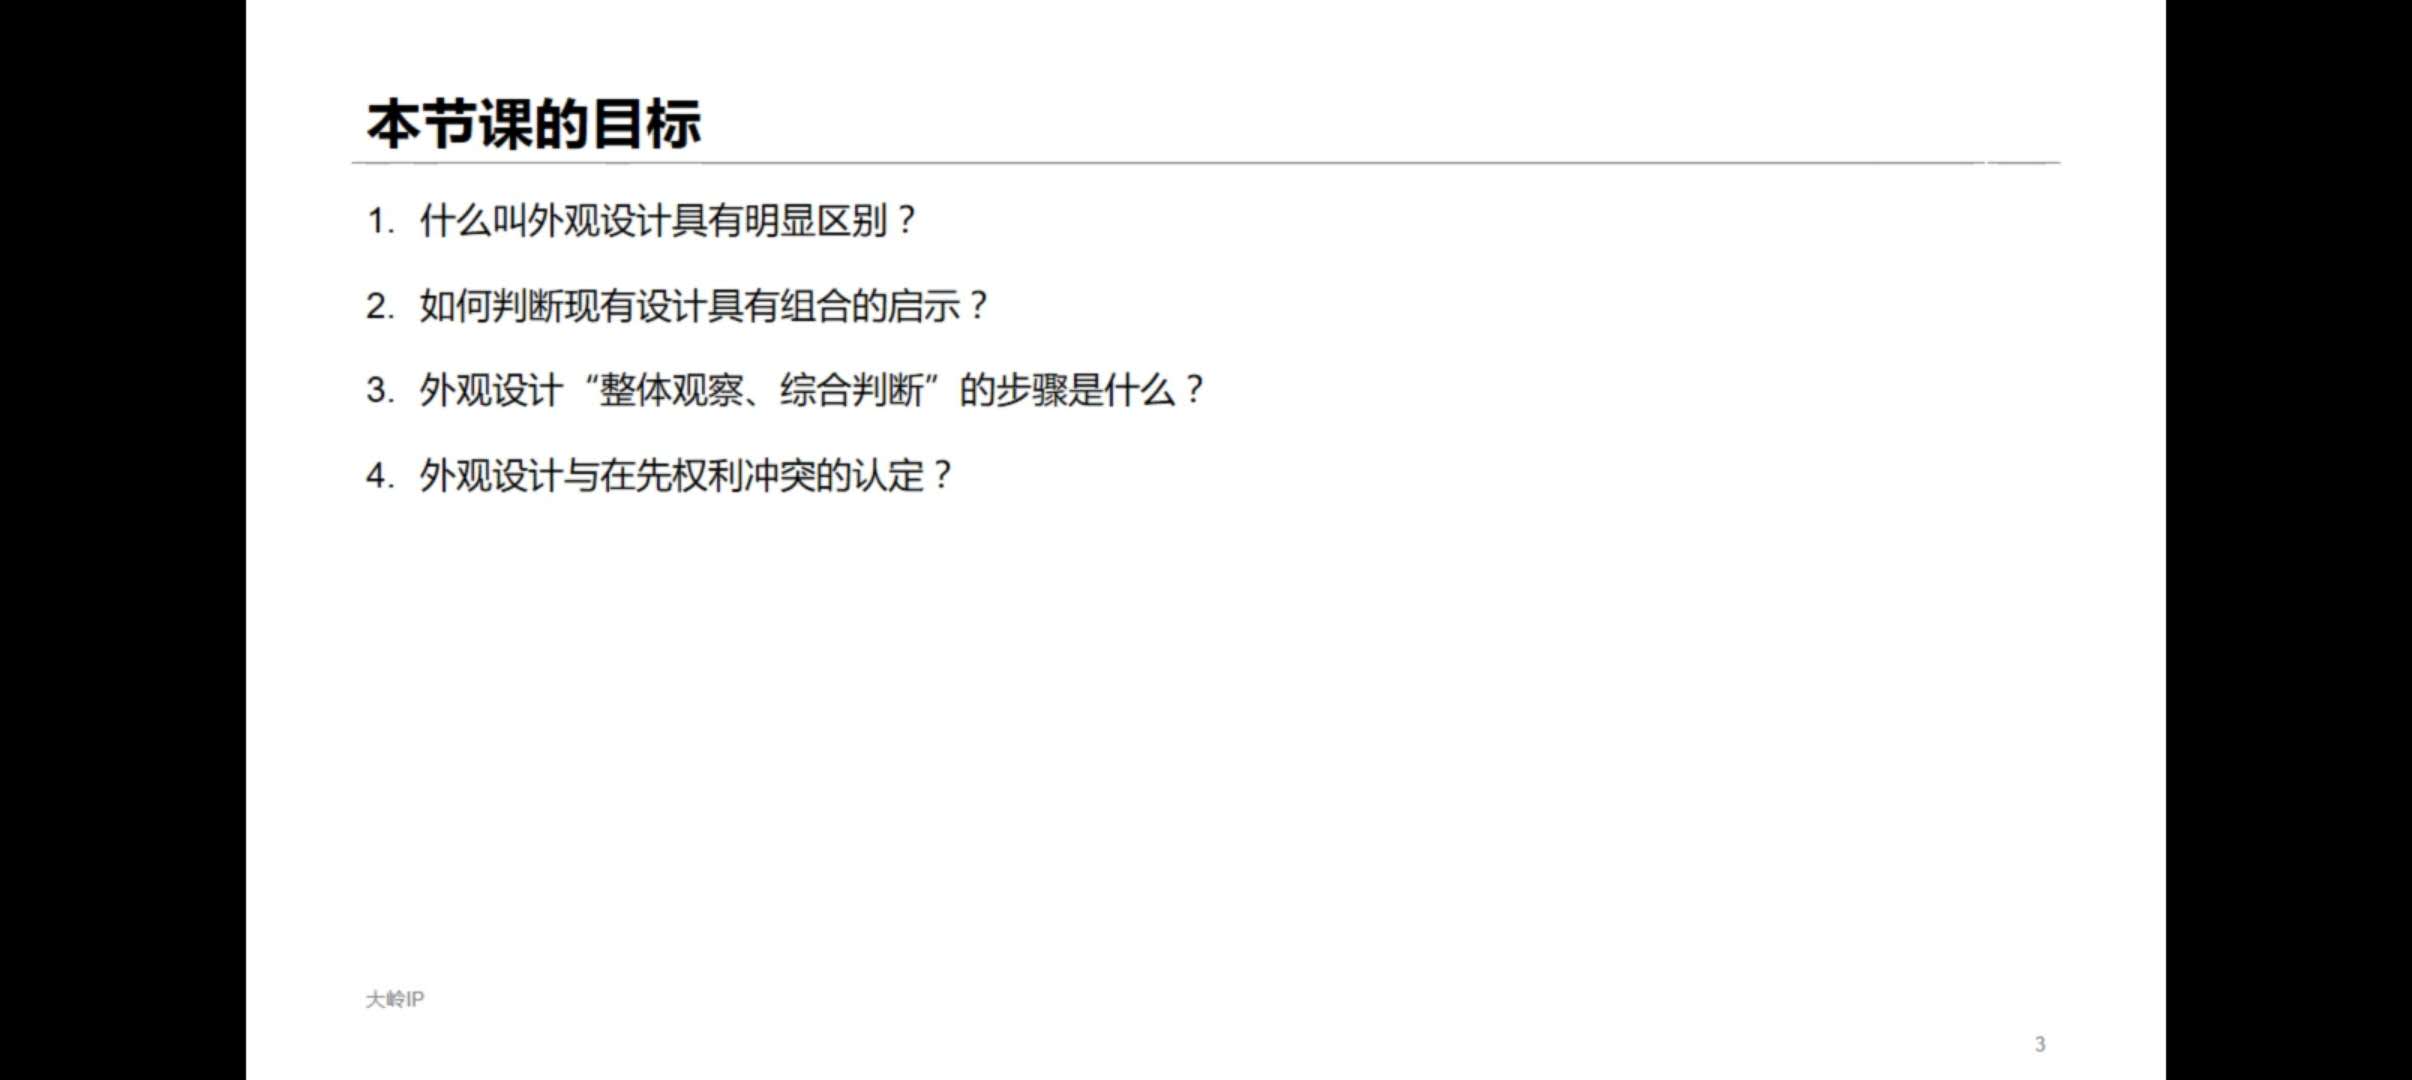 本节课的目标
1. 什么叫外观设计具有明显区别？
2. 如何判断现有设计具有组合的启示？
3. 外观设计“整体观察、综合判断”的步骤是什么？
4. 外观设计与在先权利冲突的认定？
大岭IP
3